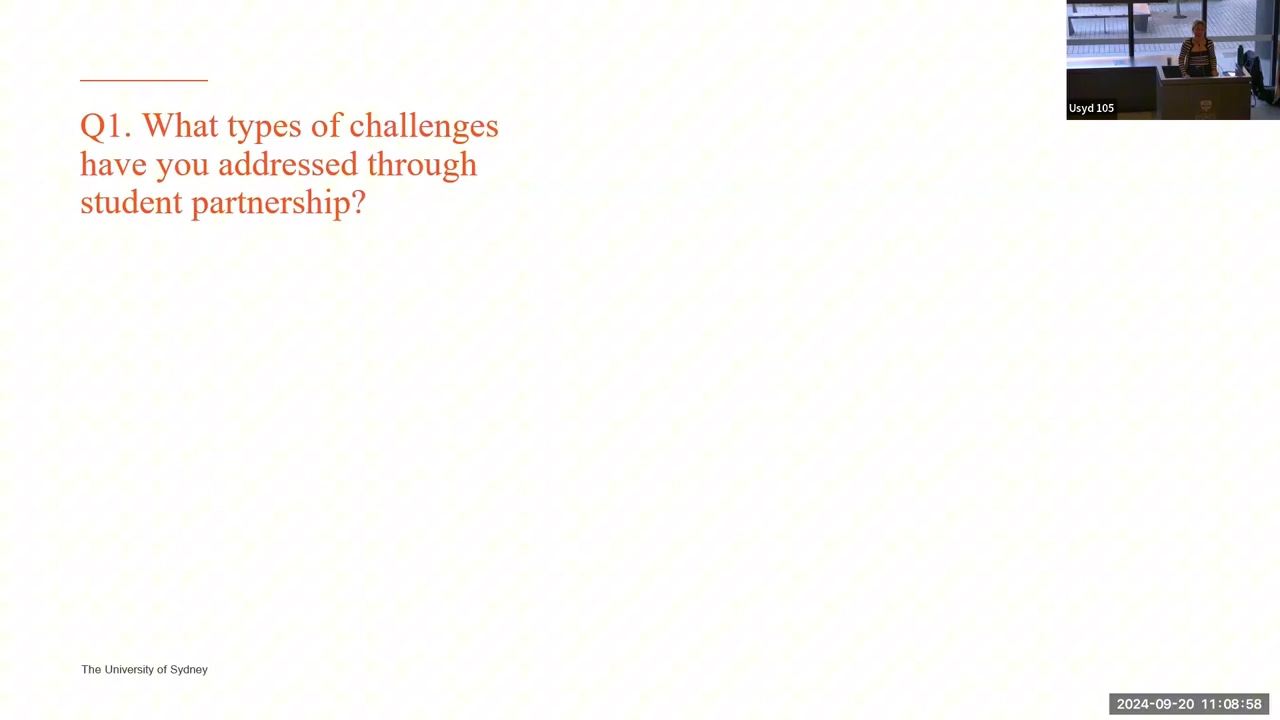 Usyd 105
Q1. What types of challenges
have you addressed through
student partnership?
The University of Sydney
2024-09-20 11:08:58